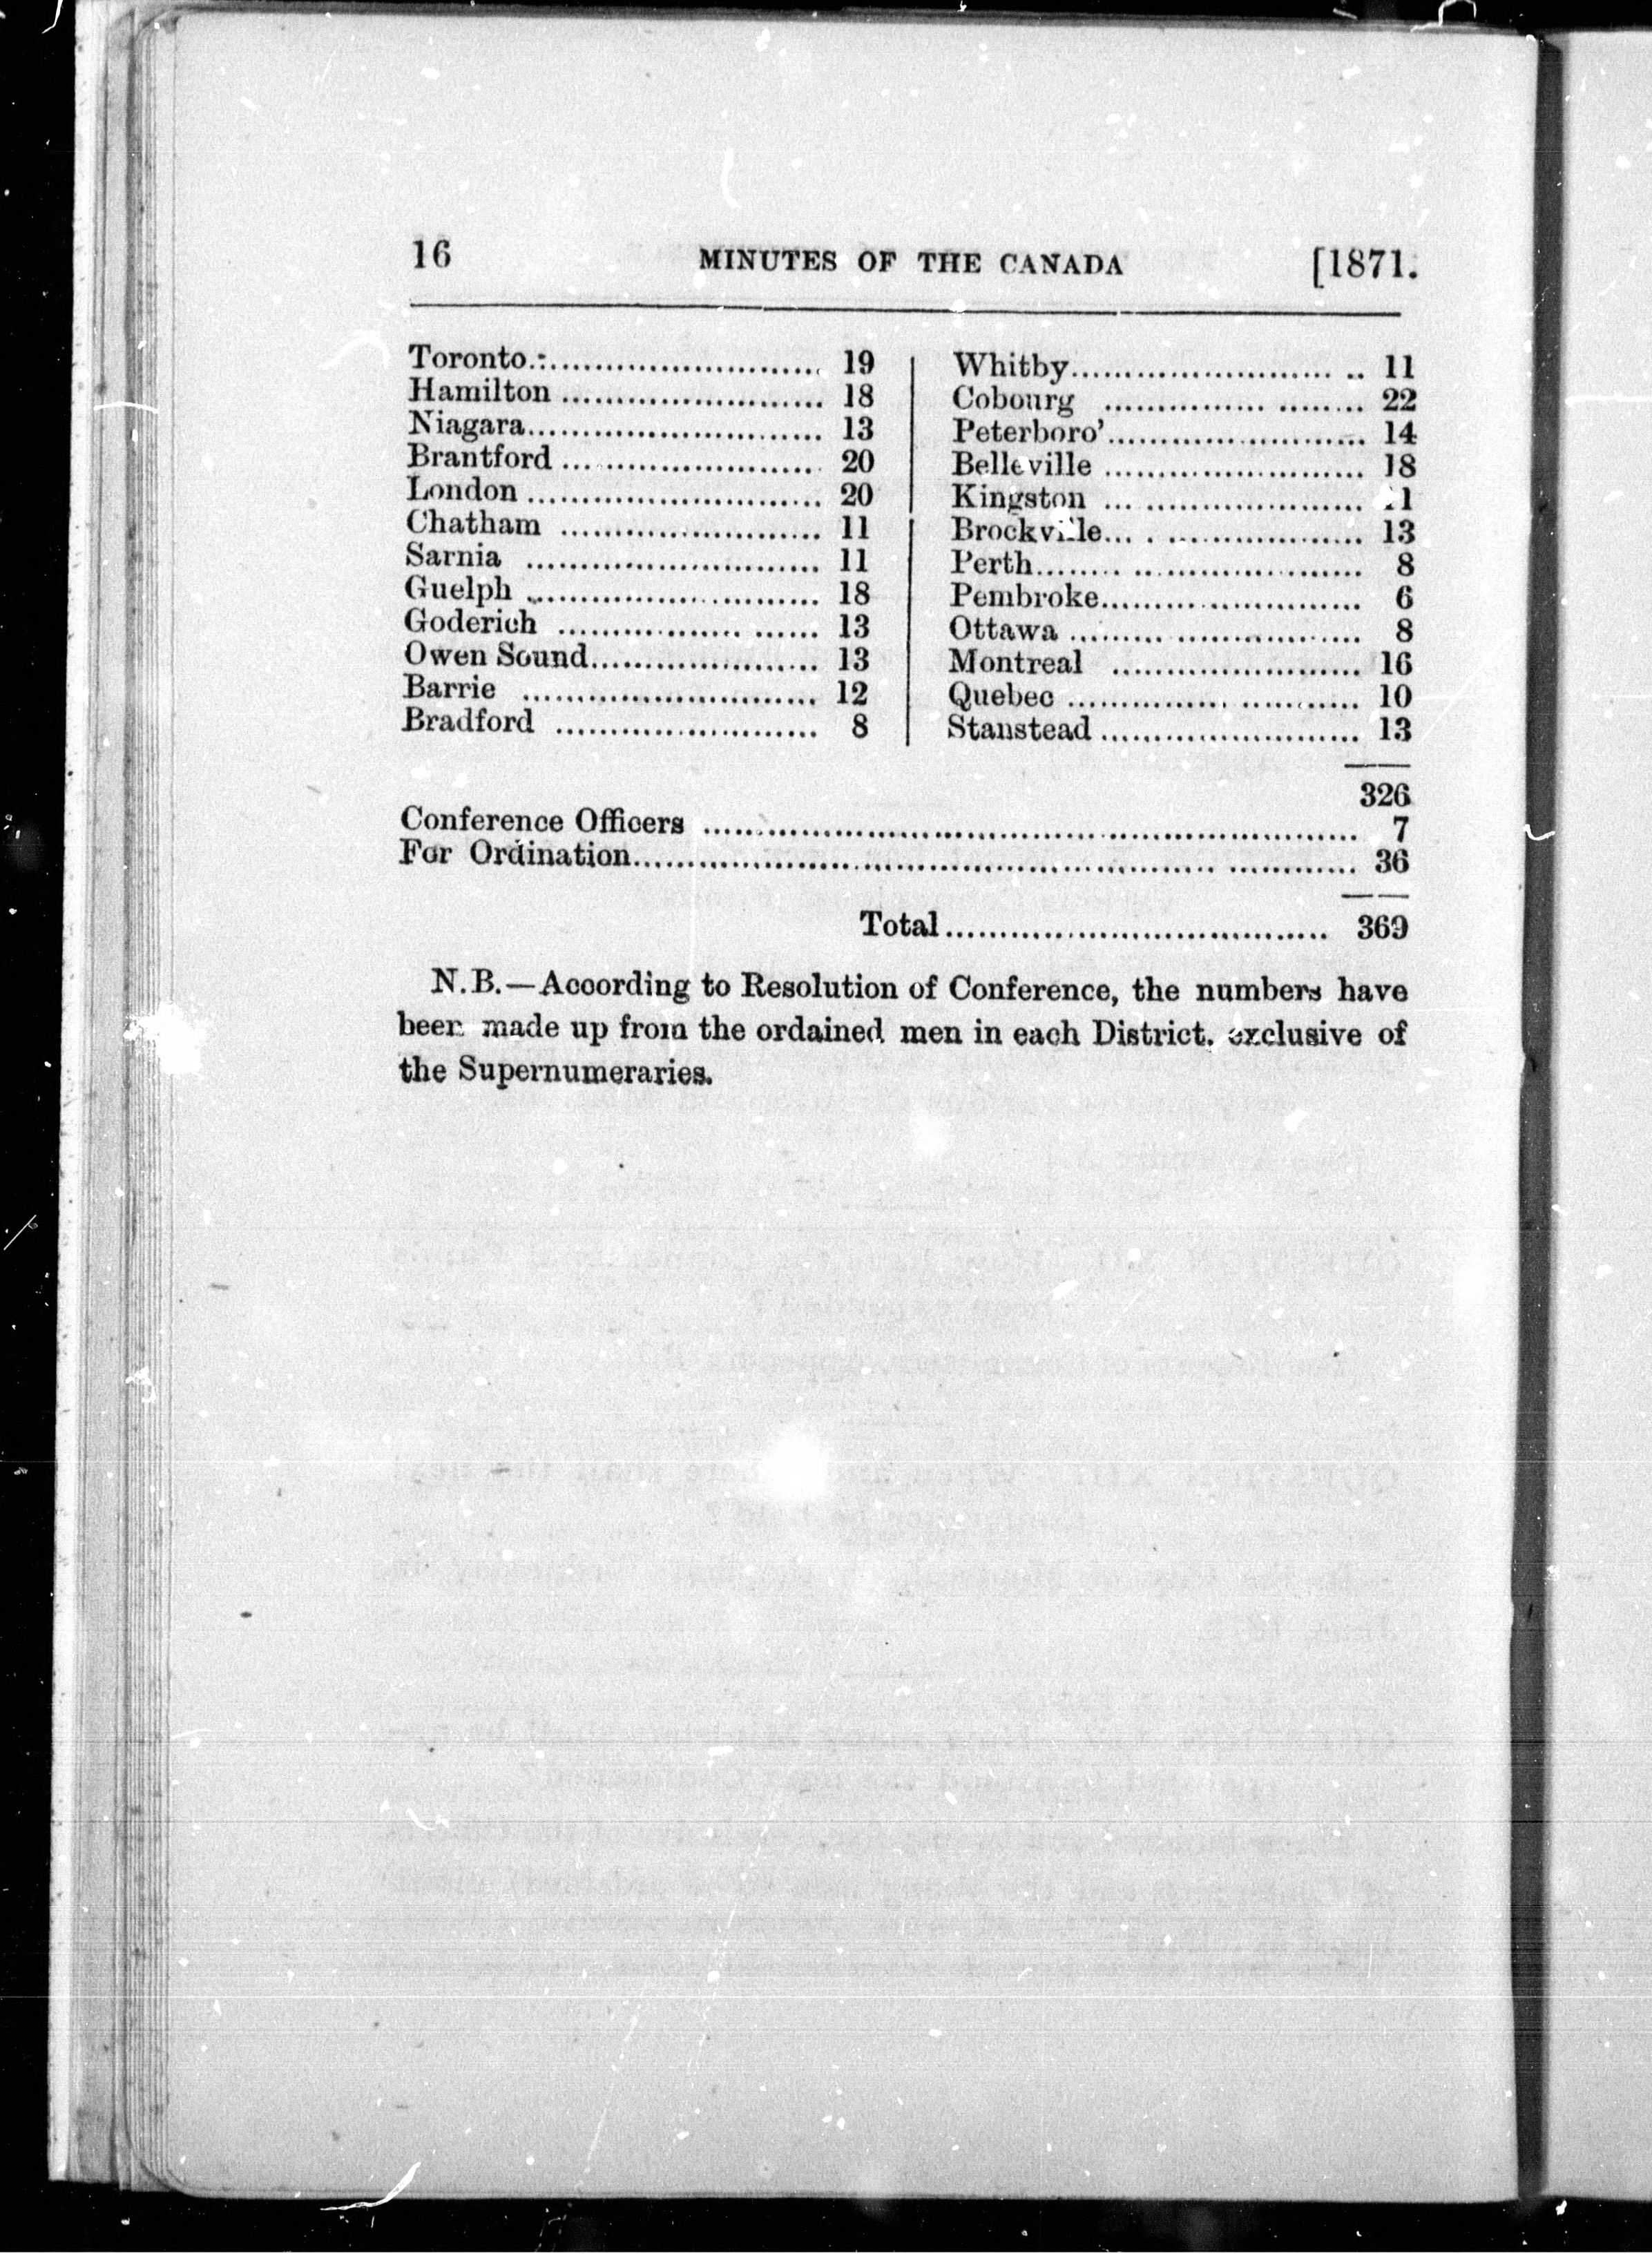 16 MINUTES OF THE CANADA [1871.
Toronto.:........................... 19
Hamilton ........................ 18
Niagara........................... 13
Brantford ........................ 20
London ........................... 20
Chatham ........................ 11
Sarnia ........................... 11
Guelph ........................... 18
Goderich ........................ 13
Owen Sound..................... 13
Barrie ........................... 12
Bradford ........................ 8
Whitby........................ .. 11
Cobourg ........................ 22
Peterboro'........................ 14
Belleville ........................ 18
Kingston ........................ 11
Brockville........................ 13
Perth.............................. 8
Pembroke........................ 6
Ottawa ........................... 8
Montreal ........................ 16
Quebec ........................... 10
Stanstead ........................ 13
326
Conference Officers ............................................................ 7
For Ordination.................................................................. 36
Total................................... 369
N.B.—According to Resolution of Conference, the numbers have
been made up from the ordained men in each District, exclusive of
the Supernumeraries.